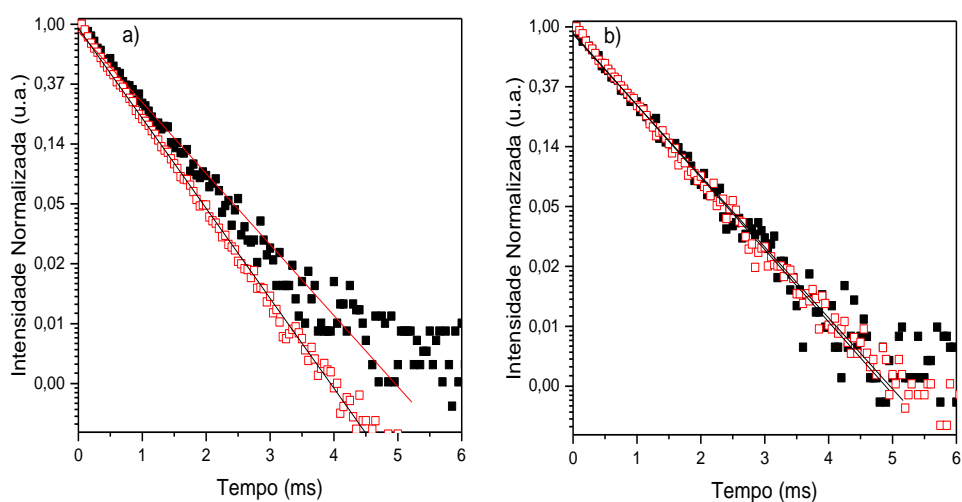 a)
Intensidade Normalizada (u.a.)
1,00
0,37
0,14
0,05
0,02
0,01
0,00
0 1 2 3 4 5 6
Tempo (ms)
b)
Intensidade Normalizada (u.a.)
1,00
0,37
0,14
0,05
0,02
0,01
0,00
0 1 2 3 4 5 6
Tempo (ms)